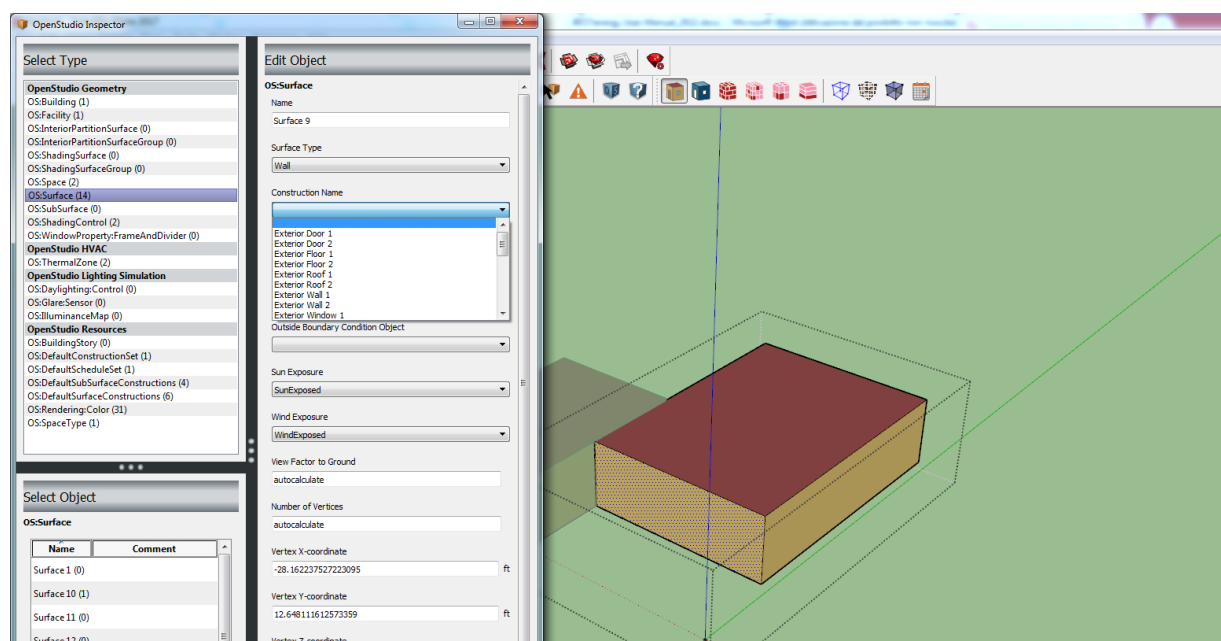 OpenStudio Inspector
Select Type
OpenStudio Geometry
OS:Building (1)
OS:Facility (1)
OS:InteriorPartitionSurface (0)
OS:InteriorPartitionSurfaceGroup (0)
OS:ShadingSurface (0)
OS:ShadingSurfaceGroup (0)
OS:Space (2)
OS:Surface (14)
OS:SubSurface (0)
OS:ShadingControl (2)
OS:WindowProperty:FrameAndDivider (0)
OpenStudio HVAC
OS:ThermalZone (2)
OpenStudio Lighting Simulation
OS:Daylighting:Control (0)
OS:Glare:Sensor (0)
OS:IlluminanceMap (0)
OpenStudio Resources
OS:BuildingStory (0)
OS:DefaultConstructionSet (1)
OS:DefaultScheduleSet (1)
OS:DefaultSubSurfaceConstructions (4)
OS:DefaultSurfaceConstructions (6)
OS:Rendering:Color (31)
OS:SpaceType (1)
Select Object
OS:Surface
Name Comment
Surface 1 (0)
Surface 10 (1)
Surface 11 (0)
Surface 12 (0)
Edit Object
OS:Surface
Name
Surface 9
Surface Type
Wall
Construction Name
Exterior Door 1
Exterior Door 2
Exterior Floor 1
Exterior Floor 2
Exterior Roof 1
Exterior Roof 2
Exterior Wall 1
Exterior Wall 2
Exterior Window 1
Outside Boundary Condition Object
Sun Exposure
SunExposed
Wind Exposure
WindExposed
View Factor to Ground
autocalculate
Number of Vertices
autocalculate
Vertex X-coordinate
-28.162237527223095 ft
Vertex Y-coordinate
12.648111612573359 ft
Vertex Z-coordinate